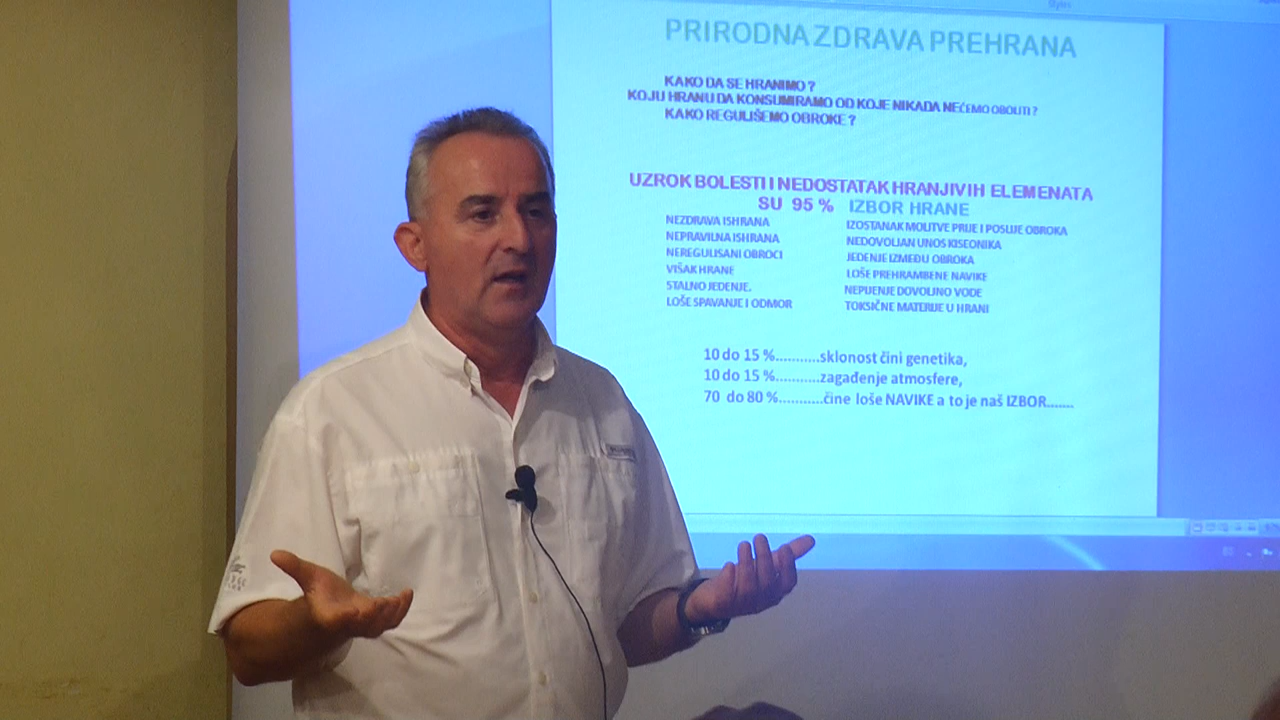 PRIRODNA ZDRAVA PREHRANA
KAKO DA SE HRANIMO ?
KOJU HRANU DA KONSUMIRAMO OD KOJE NIKADA NEĆEMO OBOLITI ?
KAKO REGULIŠEMO OBROKE ?
UZROK BOLESTI I NEDOSTATAK HRANJIVIH ELEMENATA
SU 95 % IZBOR HRANE
NEZDRAVA ISHRANA
NEPRAVILNA ISHRANA
NEREGULISANI OBROCI
VIŠAK HRANE
STALNO JEDENJE.
LOŠE SPAVANJE I ODMOR
IZOSTANAK MOLITVE PRIJE I POSLIJE OBROKA
NEDOVOLJAN UNOS KISEONIKA
JEDENJE IZMEĐU OBROKA
LOŠE PREHRAMBENE NAVIKE
NEPIJENJE DOVOLJNO VODE
TOKSIČNE MATERIJE U HRANI
10 do 15 %...........sklonost čini genetika,
10 do 15 %...........zagađenje atmosfere,
70 do 80 %...........čine loše NAVIKE a to je naš IZBOR.......